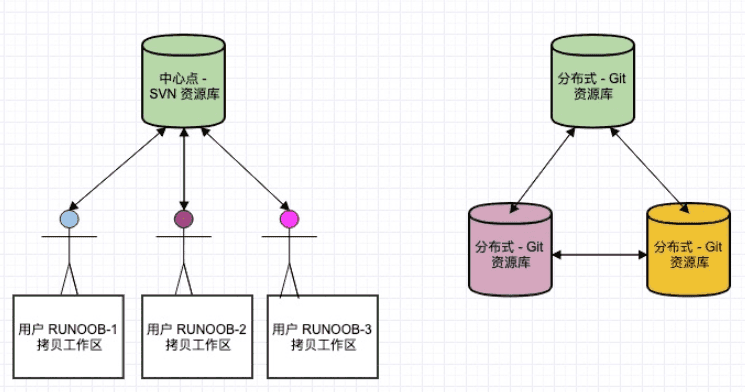 中心点 -
SVN 资源库
用户 RUNOOB-1
拷贝工作区
用户 RUNOOB-2
拷贝工作区
用户 RUNOOB-3
拷贝工作区
分布式 - Git
资源库
分布式 - Git
资源库
分布式 - Git
资源库